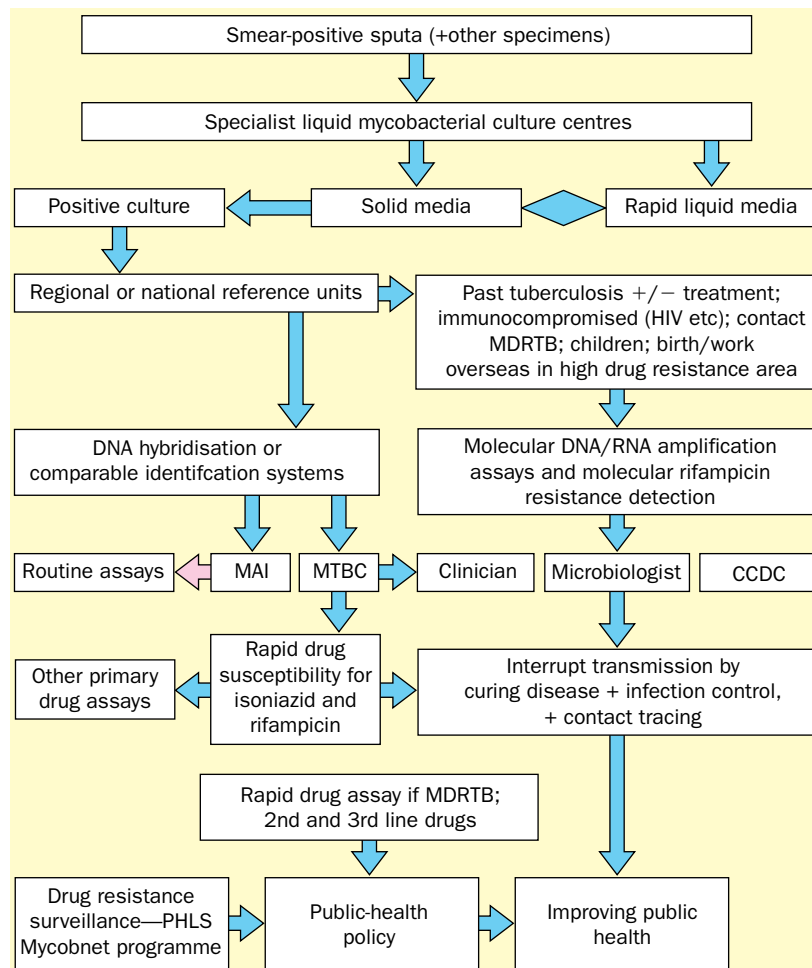 Smear-positive sputa (+other specimens)
Specialist liquid mycobacterial culture centres
Positive culture
Solid media
Rapid liquid media
Regional or national reference units
Past tuberculosis +/− treatment;
immunocompromised (HIV etc); contact
MDRTB; children; birth/work
overseas in high drug resistance area
DNA hybridisation or
comparable identifcation systems
Molecular DNA/RNA amplification
assays and molecular rifampicin
resistance detection
Routine assays
MAI
MTBC
Clinician
Microbiologist
CCDC
Other primary
drug assays
Rapid drug
susceptibility for
isoniazid and
rifampicin
Interrupt transmission by
curing disease + infection control,
+ contact tracing
Rapid drug assay if MDRTB;
2nd and 3rd line drugs
Drug resistance
surveillance—PHLS
Mycobnet programme
Public-health
policy
Improving public
health